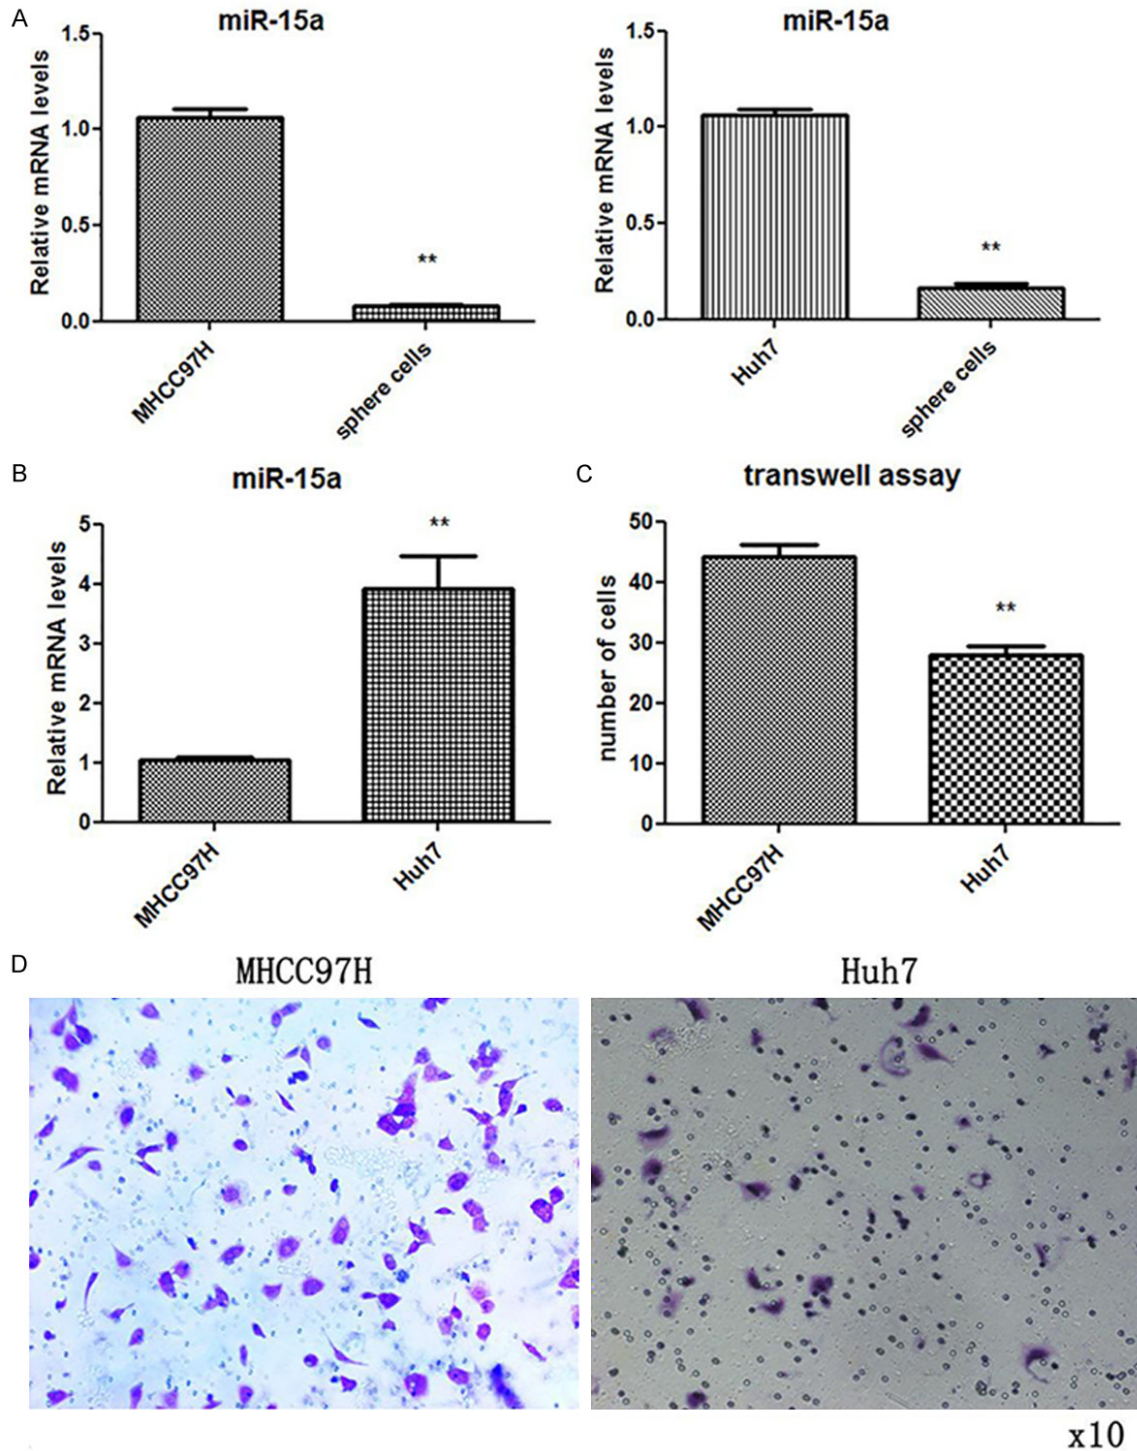 A
miR-15a
Relative mRNA levels
1.5
1.0
0.5
0.0
**
MHCC97H
sphere cells
miR-15a
Relative mRNA levels
1.5
1.0
0.5
0.0
**
Huh7
sphere cells
B
miR-15a
Relative mRNA levels
5
4
3
2
1
0
**
MHCC97H
Huh7
C
transwell assay
number of cells
50
40
30
20
10
0
**
MHCC97H
Huh7
D
MHCC97H
Huh7
x10